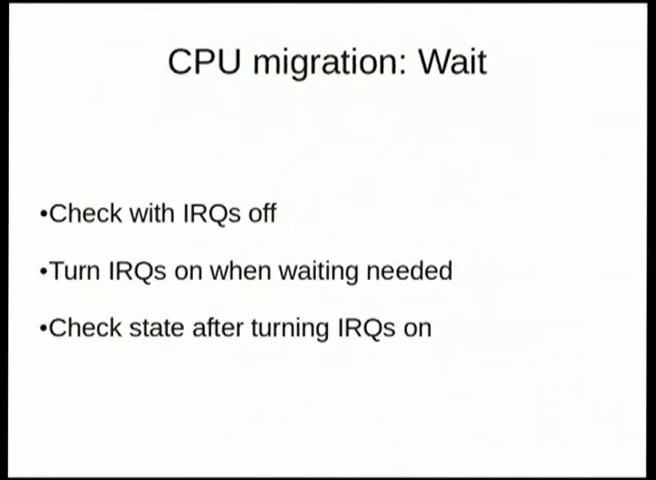 CPU migration: Wait
•Check with IRQs off
•Turn IRQs on when waiting needed
•Check state after turning IRQs on